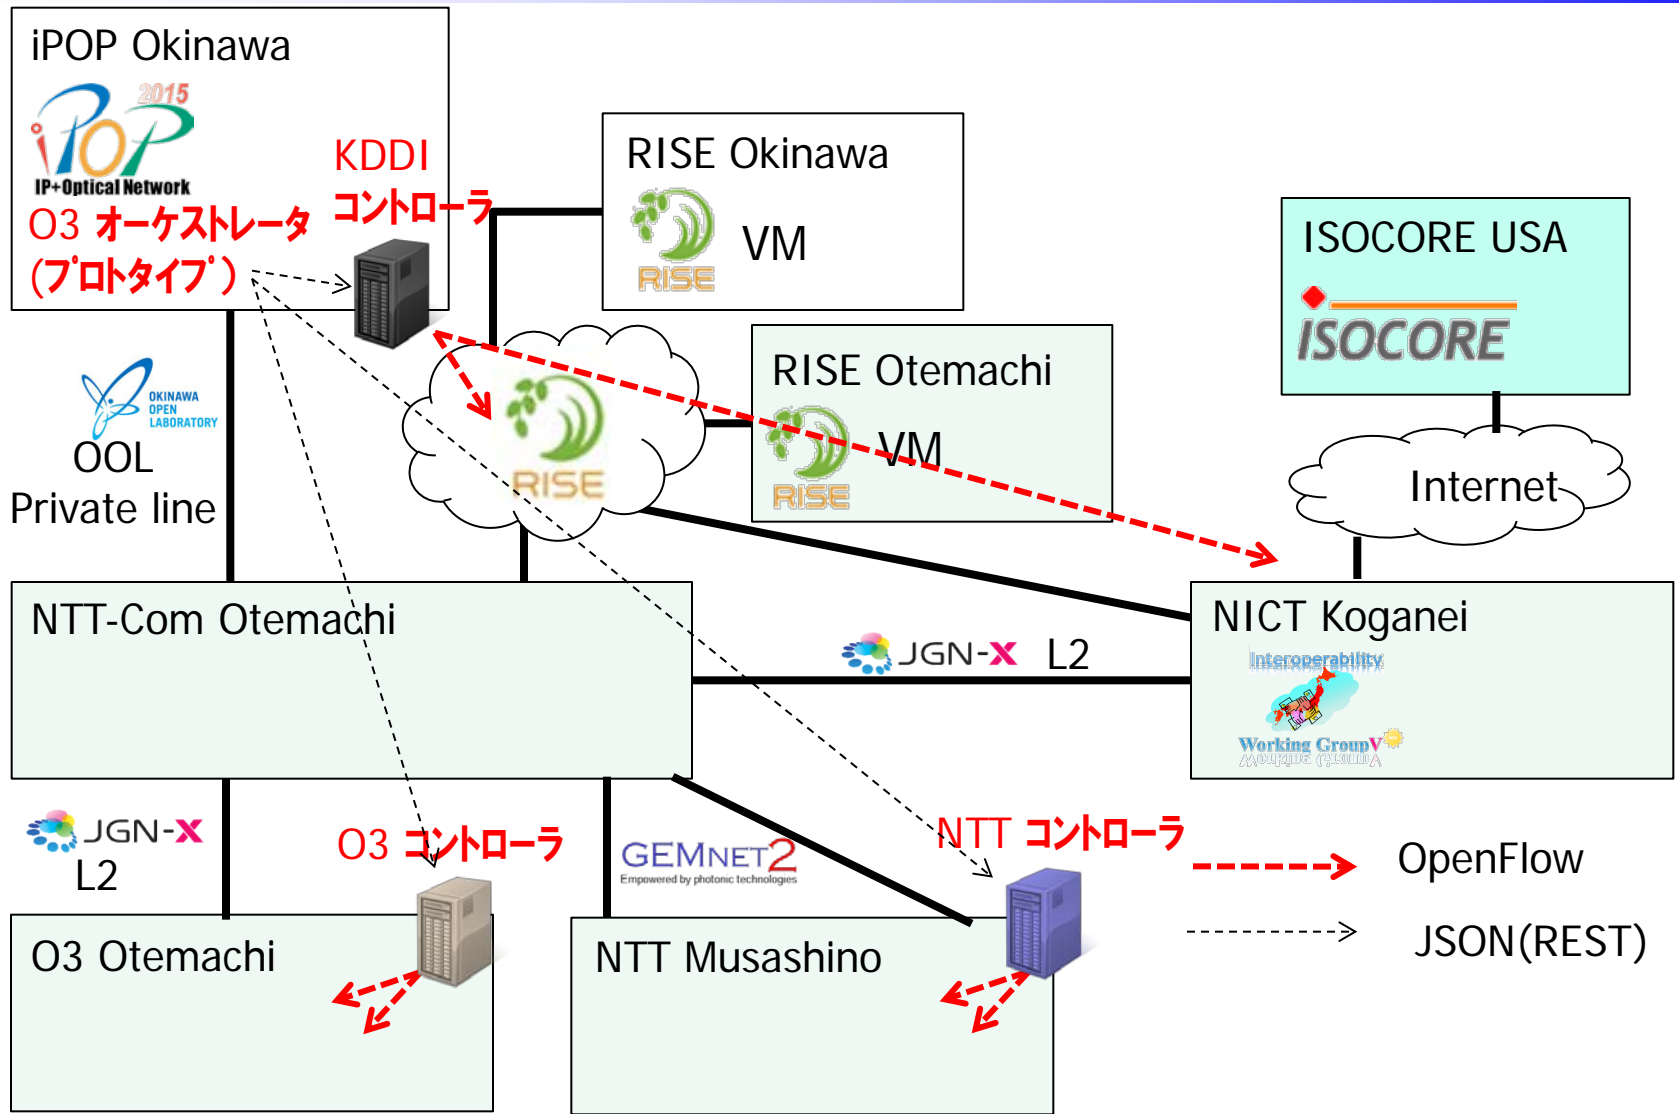 iPOP Okinawa
2015
iPOP
IP+Optical Network
KDDI
コントローラ
O3 オーケストレータ
(プロトタイプ)
RISE Okinawa
RISE
VM
ISOCORE USA
ISOCORE
RISE Otemachi
RISE
VM
RISE
OKINAWA
OPEN
LABORATORY
OOL
Private line
Internet
NTT-Com Otemachi
JGN-X L2
NICT Koganei
Interoperability
Working Group
JGN-X
L2
O3 コントローラ
GEMNET2
Empowered by photonic technologies
NTT コントローラ
OpenFlow
JSON(REST)
O3 Otemachi
NTT Musashino